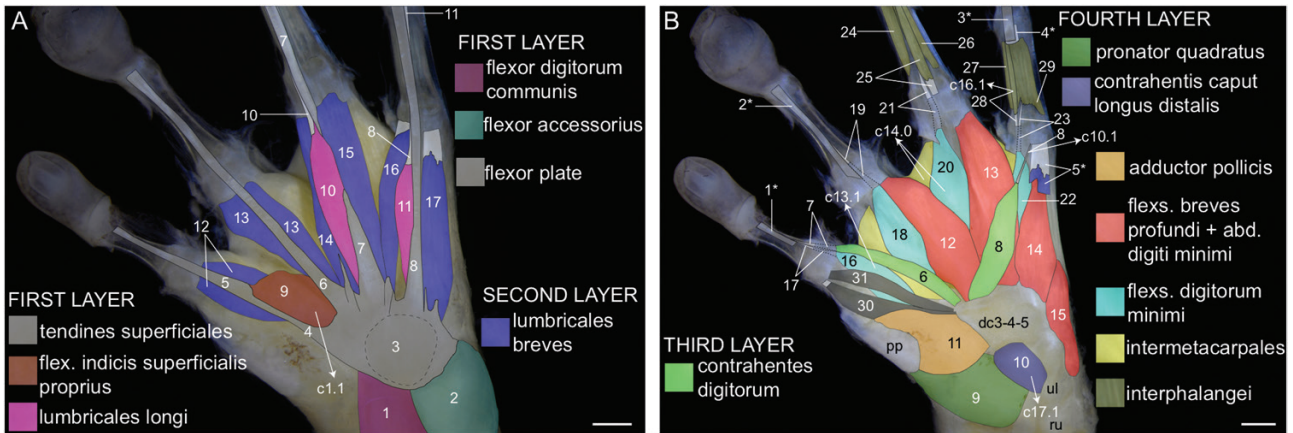 A
11
7
FIRST LAYER
flexor digitorum
communis
flexor accessorius
flexor plate
10
8
15
16
10
11
17
13
13
14
7
8
12
5
9
6
4
3
c1.1
1
2
FIRST LAYER
tendines superficiales
flex. indicis superficialis
proprius
lumbricales longi
SECOND LAYER
lumbricales
breves
B
3*
4*
24
26
27
29
25
c16.1
28
21
23
8
c10.1
2*
19
c14.0
20
13
5*
22
c13.1
1*
7
18
12
8
14
16
6
17
31
30
15
dc3-4-5
pp
11
10
ul
9
c17.1
ru
FOURTH LAYER
pronator quadratus
contrahentis caput
longus distalis
adductor pollicis
flexs. breves
profundi + abd.
digiti minimi
flexs. digitorum
minimi
intermetacarpales
interphalangei
THIRD LAYER
contrahentes
digitorum